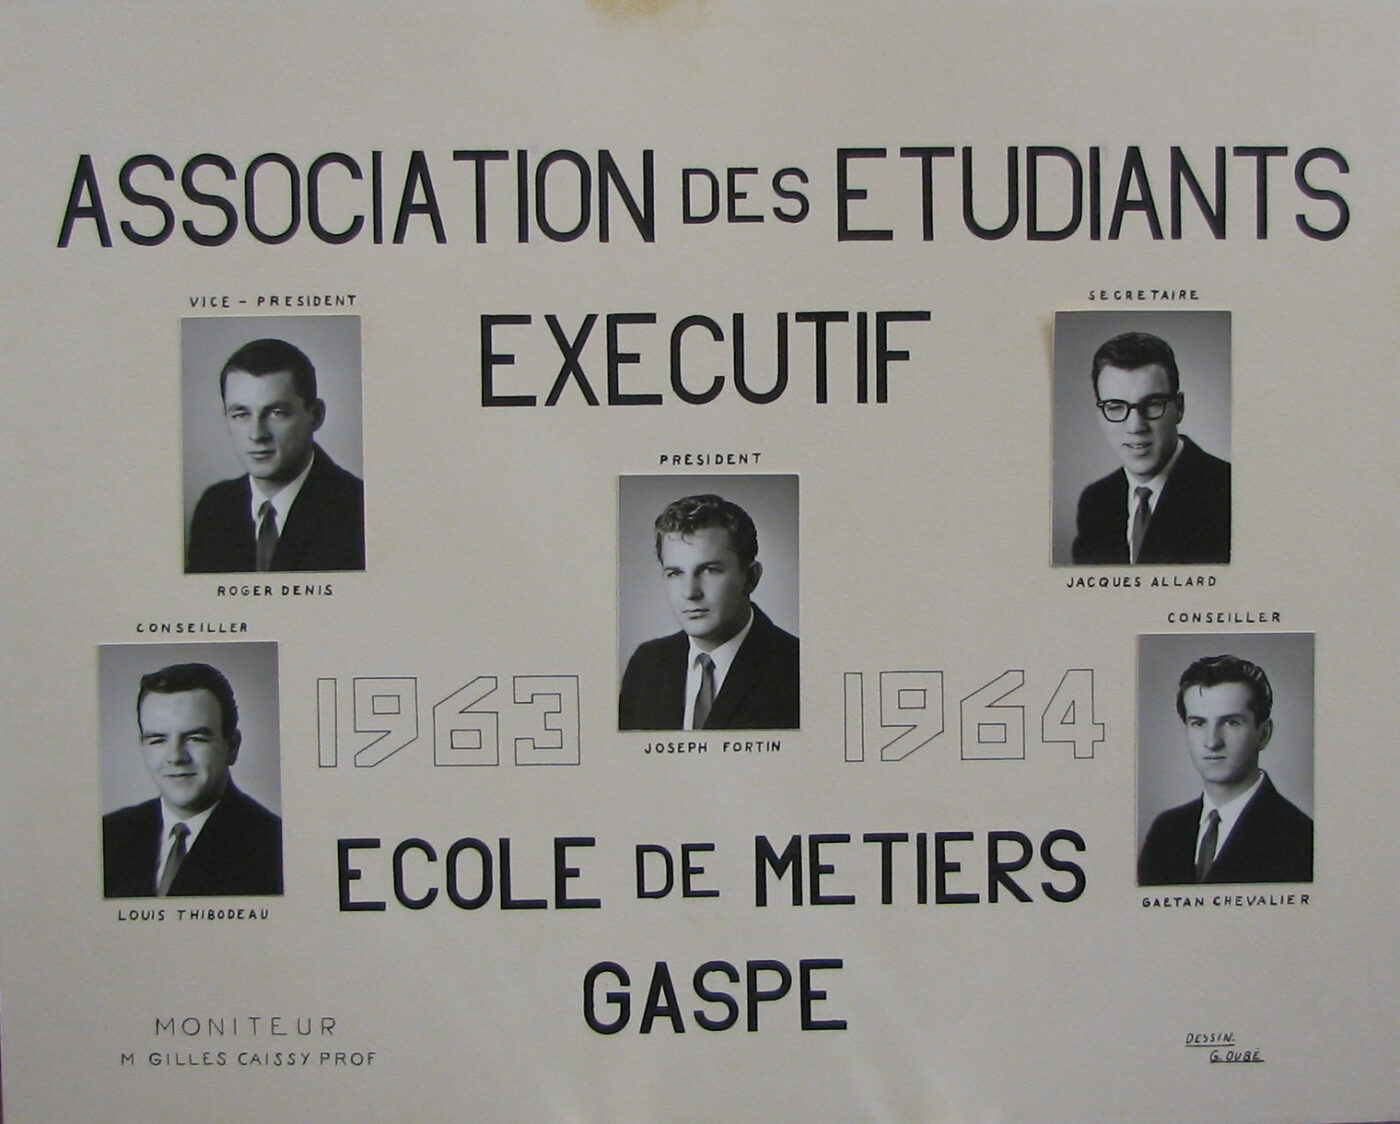 ASSOCIATION DES ETUDIANTS
EXECUTIF
VICE - PRESIDENT
ROGER DENIS
SECRETAIRE
JACQUES ALLARD
PRESIDENT
JOSEPH FORTIN
CONSEILLER
LOUIS THIBODEAU
CONSEILLER
GAETAN CHEVALIER
1963 1964
ECOLE DE METIERS
GASPE
MONITEUR
M GILLES CAISSY PROF
DESSIN.
G. DUBÉ